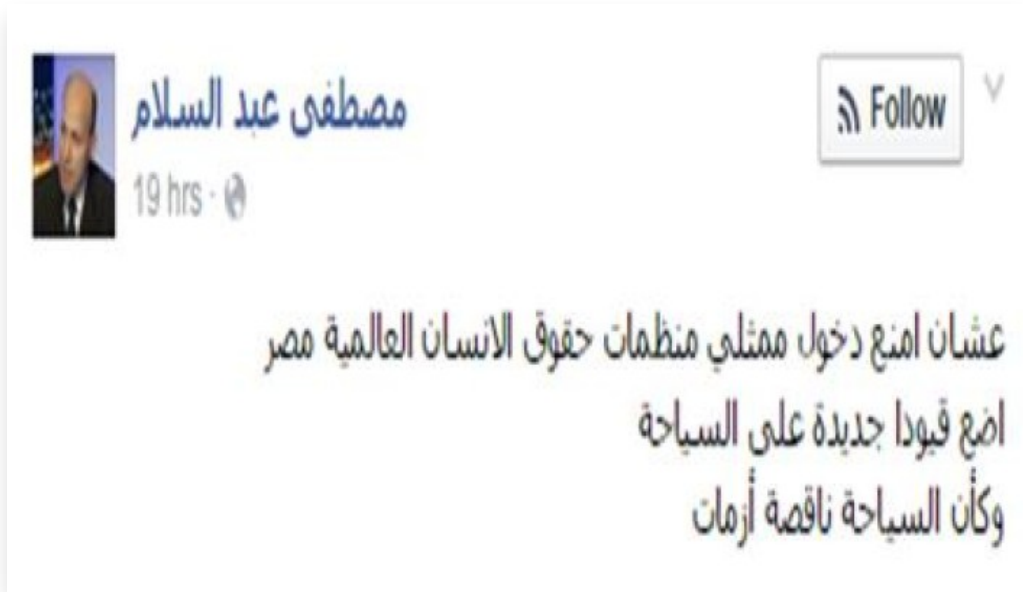 مصطفى عبد السلام
Follow
19 hrs ·
عشان امنع دخول ممثلي منظمات حقوق الانسان العالمية مصر
اضع قيودا جديدة على السياحة
وكأن السياحة ناقصة أزمات